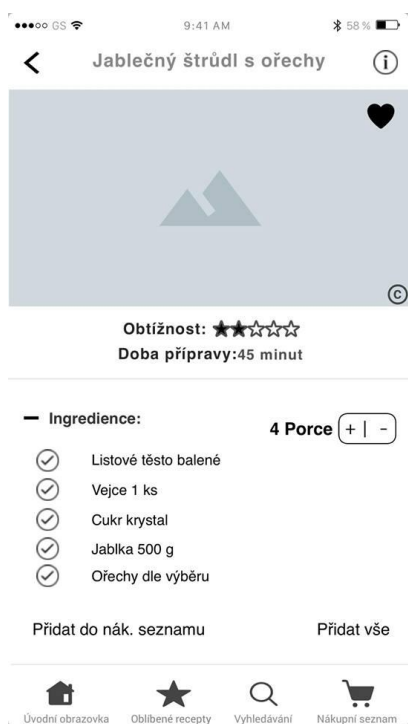 GS 9:41 AM 58 %
Jablečný štrůdl s ořechy
i
©
Obtížnost:
Doba přípravy:45 minut
Ingredience:
4 Porce + | -
Listové těsto balené
Vejce 1 ks
Cukr krystal
Jablka 500 g
Ořechy dle výběru
Přidat do nák. seznamu Přidat vše
Úvodní obrazovka Oblíbené recepty Vyhledávání Nákupní seznam